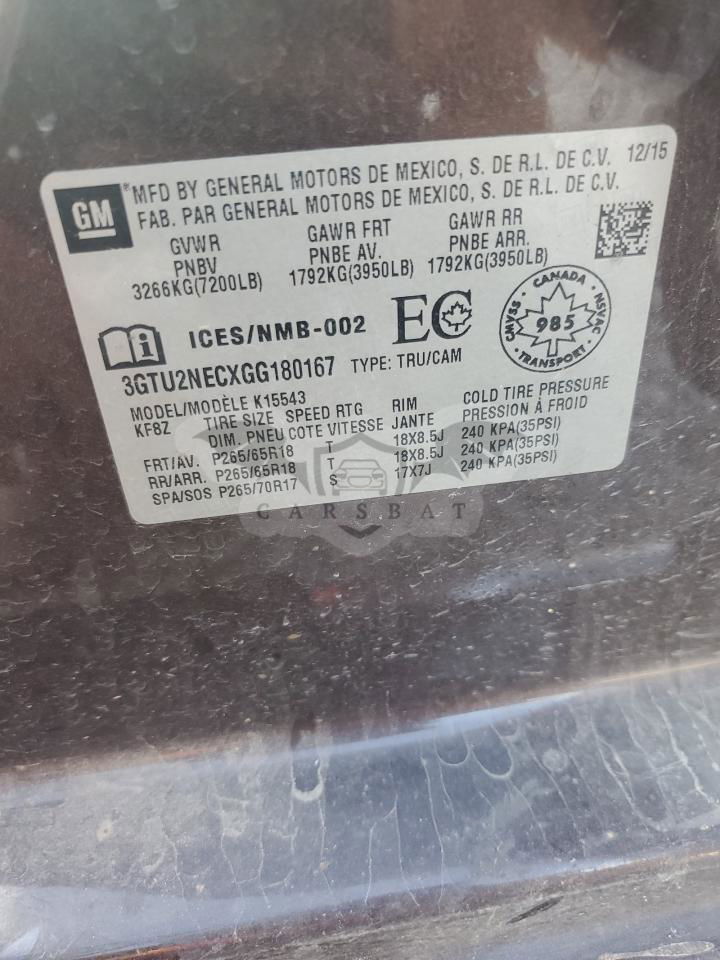 GM
MFD BY GENERAL MOTORS DE MEXICO, S. DE R.L. DE C.V. 12/15
FAB. PAR GENERAL MOTORS DE MEXICO, S. DE R.L. DE C.V.
GVWR GAWR FRT GAWR RR
PNBV PNBE AV. PNBE ARR.
3266KG(7200LB) 1792KG(3950LB) 1792KG(3950LB)
i ICES/NMB-002 EC
CANADA
CMVSS NSVAC
985
TRANSPORT
3GTU2NECXGG180167 TYPE: TRU/CAM
MODEL/MODÈLE K15543
KF8Z TIRE SIZE SPEED RTG RIM COLD TIRE PRESSURE
DIM. PNEU COTE VITESSE JANTE PRESSION À FROID
FRT/AV. P265/65R18 T 18X8.5J 240 KPA(35PSI)
RR/ARR. P265/65R18 T 18X8.5J 240 KPA(35PSI)
SPA/SOS P265/70R17 S 17X7J 240 KPA(35PSI)
CARSBAT